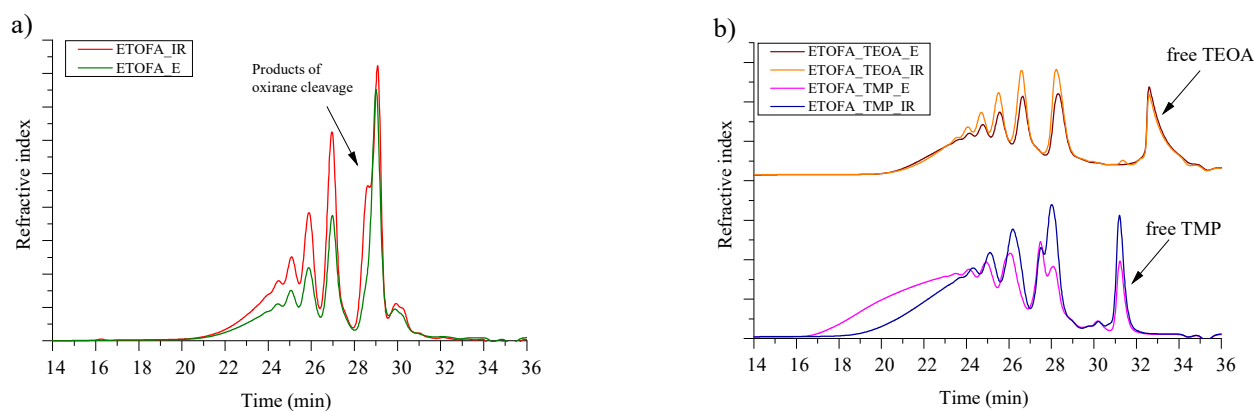 a)
ETOFA_IR
ETOFA_E
Products of
oxirane cleavage
Refractive index
14 16 18 20 22 24 26 28 30 32 34 36
Time (min)
b)
ETOFA_TEOA_E
ETOFA_TEOA_IR
ETOFA_TMP_E
ETOFA_TMP_IR
free TEOA
free TMP
Refractive index
14 16 18 20 22 24 26 28 30 32 34 36
Time (min)